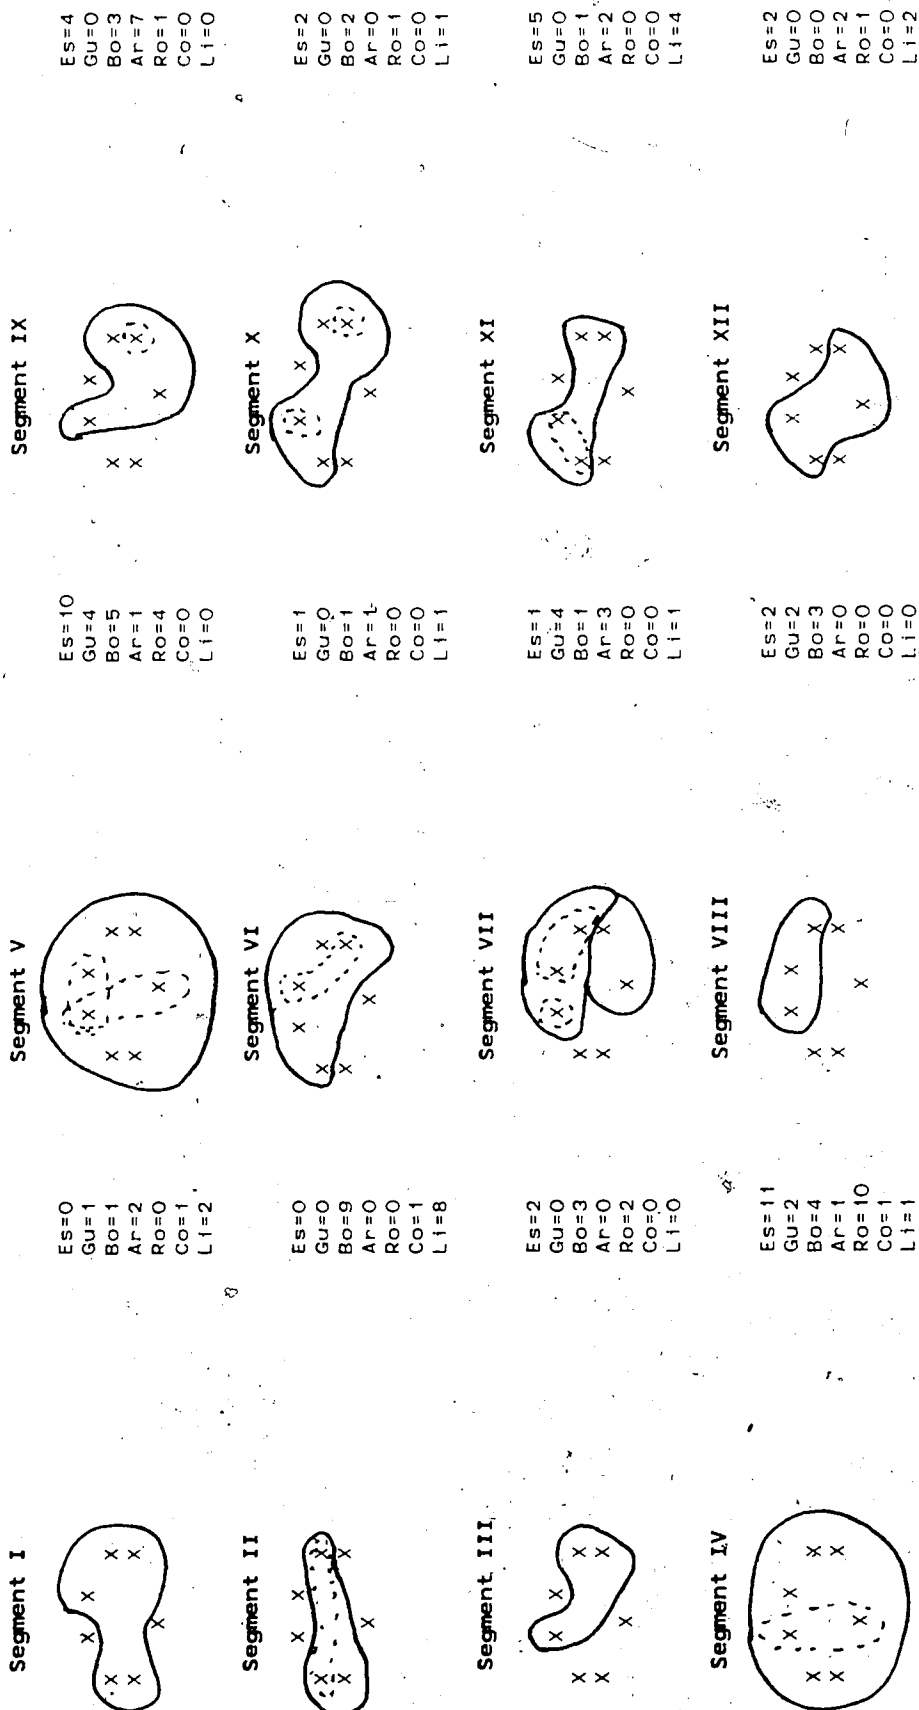 Segment I
Es=0
Gu=1
Bo=1
Ar=2
Ro=0
Co=1
Li=2
Segment II
Es=0
Gu=0
Bo=9
Ar=0
Ro=0
Co=1
Li=8
Segment III
Es=2
Gu=0
Bo=3
Ar=0
Ro=2
Co=0
Li=0
Segment IV
Es=11
Gu=2
Bo=4
Ar=1
Ro=10
Co=1
Li=1
Segment V
Es=10
Gu=4
Bo=5
Ar=1
Ro=4
Co=0
Li=0
Segment VI
Es=1
Gu=0
Bo=1
Ar=1
Ro=0
Co=0
Li=1
Segment VII
Es=1
Gu=4
Bo=1
Ar=3
Ro=0
Co=0
Li=1
Segment VIII
Es=2
Gu=2
Bo=3
Ar=0
Ro=0
Co=0
Li=0
Segment IX
Es=4
Gu=0
Bo=3
Ar=7
Ro=1
Co=0
Li=0
Segment X
Es=2
Gu=0
Bo=2
Ar=0
Ro=1
Co=0
Li=1
Segment XI
Es=5
Gu=0
Bo=1
Ar=2
Ro=0
Co=0
Li=4
Segment XII
Es=2
Gu=0
Bo=0
Ar=2
Ro=1
Co=0
Li=2